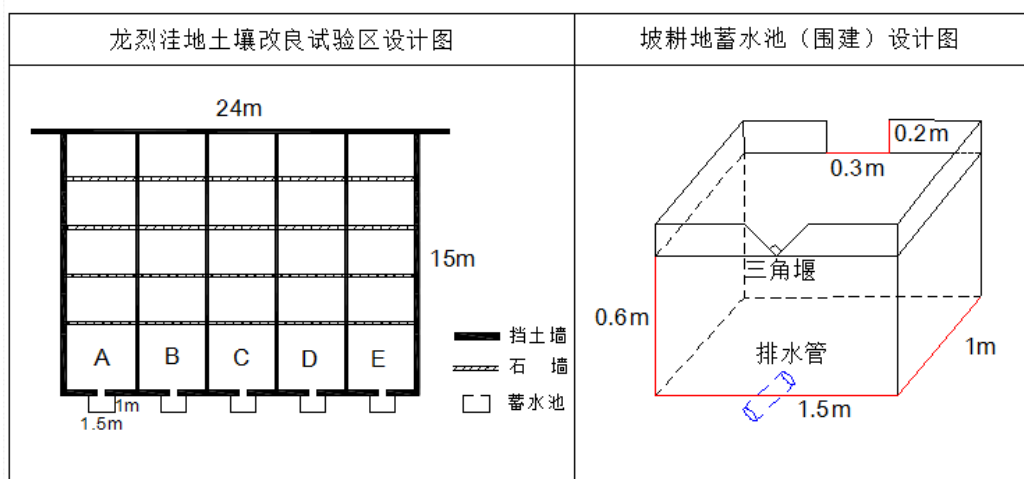 龙烈洼地土壤改良试验区设计图
坡耕地蓄水池（围建）设计图
24m
15m
A B C D E
1m
1.5m
挡土墙
石 墙
蓄水池
0.2m
0.3m
三角堰
0.6m
排水管
1m
1.5m